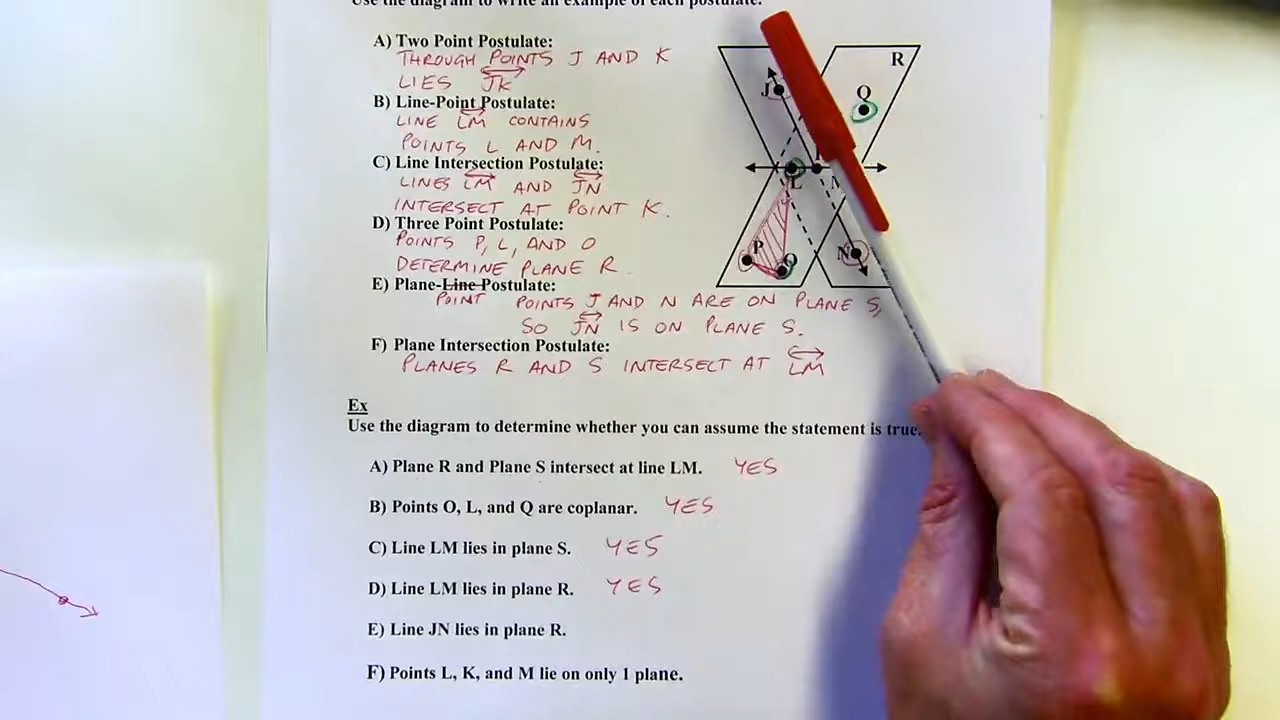 Use the diagram to write an example of each postulate.
A) Two Point Postulate:
THROUGH POINTS J AND K
LIES JK
B) Line-Point Postulate:
LINE LM CONTAINS
POINTS L AND M.
C) Line Intersection Postulate:
LINES LM AND JN
INTERSECT AT POINT K.
D) Three Point Postulate:
POINTS P, L, AND O
DETERMINE PLANE R
E) Plane-Line Postulate:
POINT POINTS J AND N ARE ON PLANE S,
SO JN IS ON PLANE S.
F) Plane Intersection Postulate:
PLANES R AND S INTERSECT AT LM
R
J
Q
L
M
P
O
N
Ex
Use the diagram to determine whether you can assume the statement is true.
A) Plane R and Plane S intersect at line LM. YES
B) Points O, L, and Q are coplanar. YES
C) Line LM lies in plane S. YES
D) Line LM lies in plane R. YES
E) Line JN lies in plane R.
F) Points L, K, and M lie on only 1 plane.